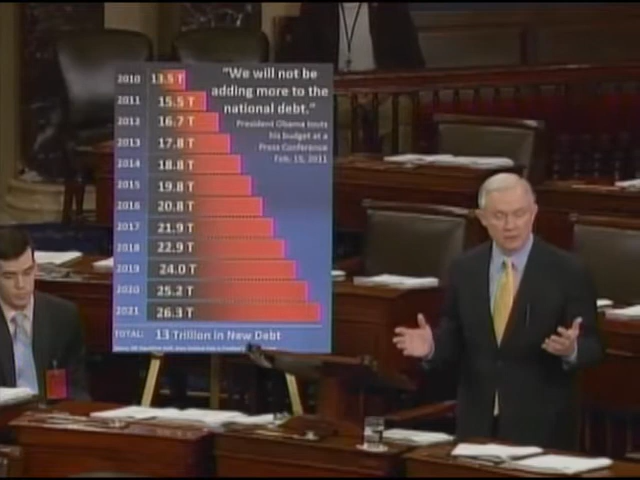 "We will not be
adding more to the
national debt."
President Obama touts
his budget at a
Press Conference
Feb. 15, 2011
2010 13.5 T
2011 15.5 T
2012 16.7 T
2013 17.8 T
2014 18.8 T
2015 19.8 T
2016 20.8 T
2017 21.9 T
2018 22.9 T
2019 24.0 T
2020 25.2 T
2021 26.3 T
TOTAL: 13 Trillion in New Debt